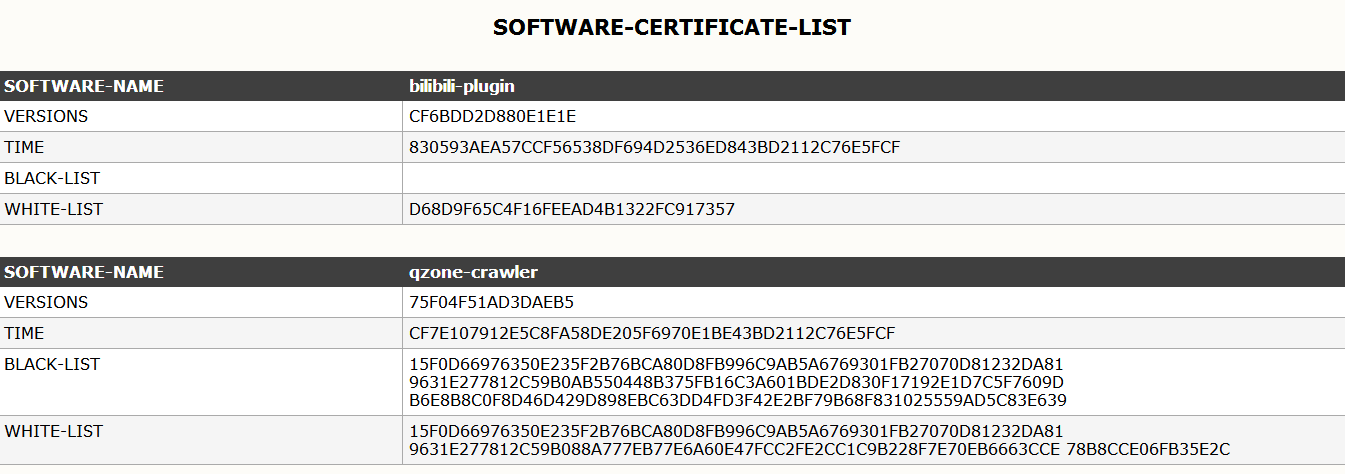 SOFTWARE-CERTIFICATE-LIST
SOFTWARE-NAME bilibili-plugin
VERSIONS CF6BDD2D880E1E1E
TIME 830593AEA57CCF56538DF694D2536ED843BD2112C76E5FCF
BLACK-LIST
WHITE-LIST D68D9F65C4F16FEEAD4B1322FC917357
SOFTWARE-NAME qzone-crawler
VERSIONS 75F04F51AD3DAEB5
TIME CF7E107912E5C8FA58DE205F6970E1BE43BD2112C76E5FCF
BLACK-LIST 15F0D66976350E235F2B76BCA80D8FB996C9AB5A6769301FB27070D81232DA81
9631E277812C59B0AB550448B375FB16C3A601BDE2D830F17192E1D7C5F7609D
B6E8B8C0F8D46D429D898EBC63DD4FD3F42E2BF79B68F831025559AD5C83E639
WHITE-LIST 15F0D66976350E235F2B76BCA80D8FB996C9AB5A6769301FB27070D81232DA81
9631E277812C59B088A777EB77E6A60E47FCC2FE2CC1C9B228F7E70EB6663CCE 78B8CCE06FB35E2C